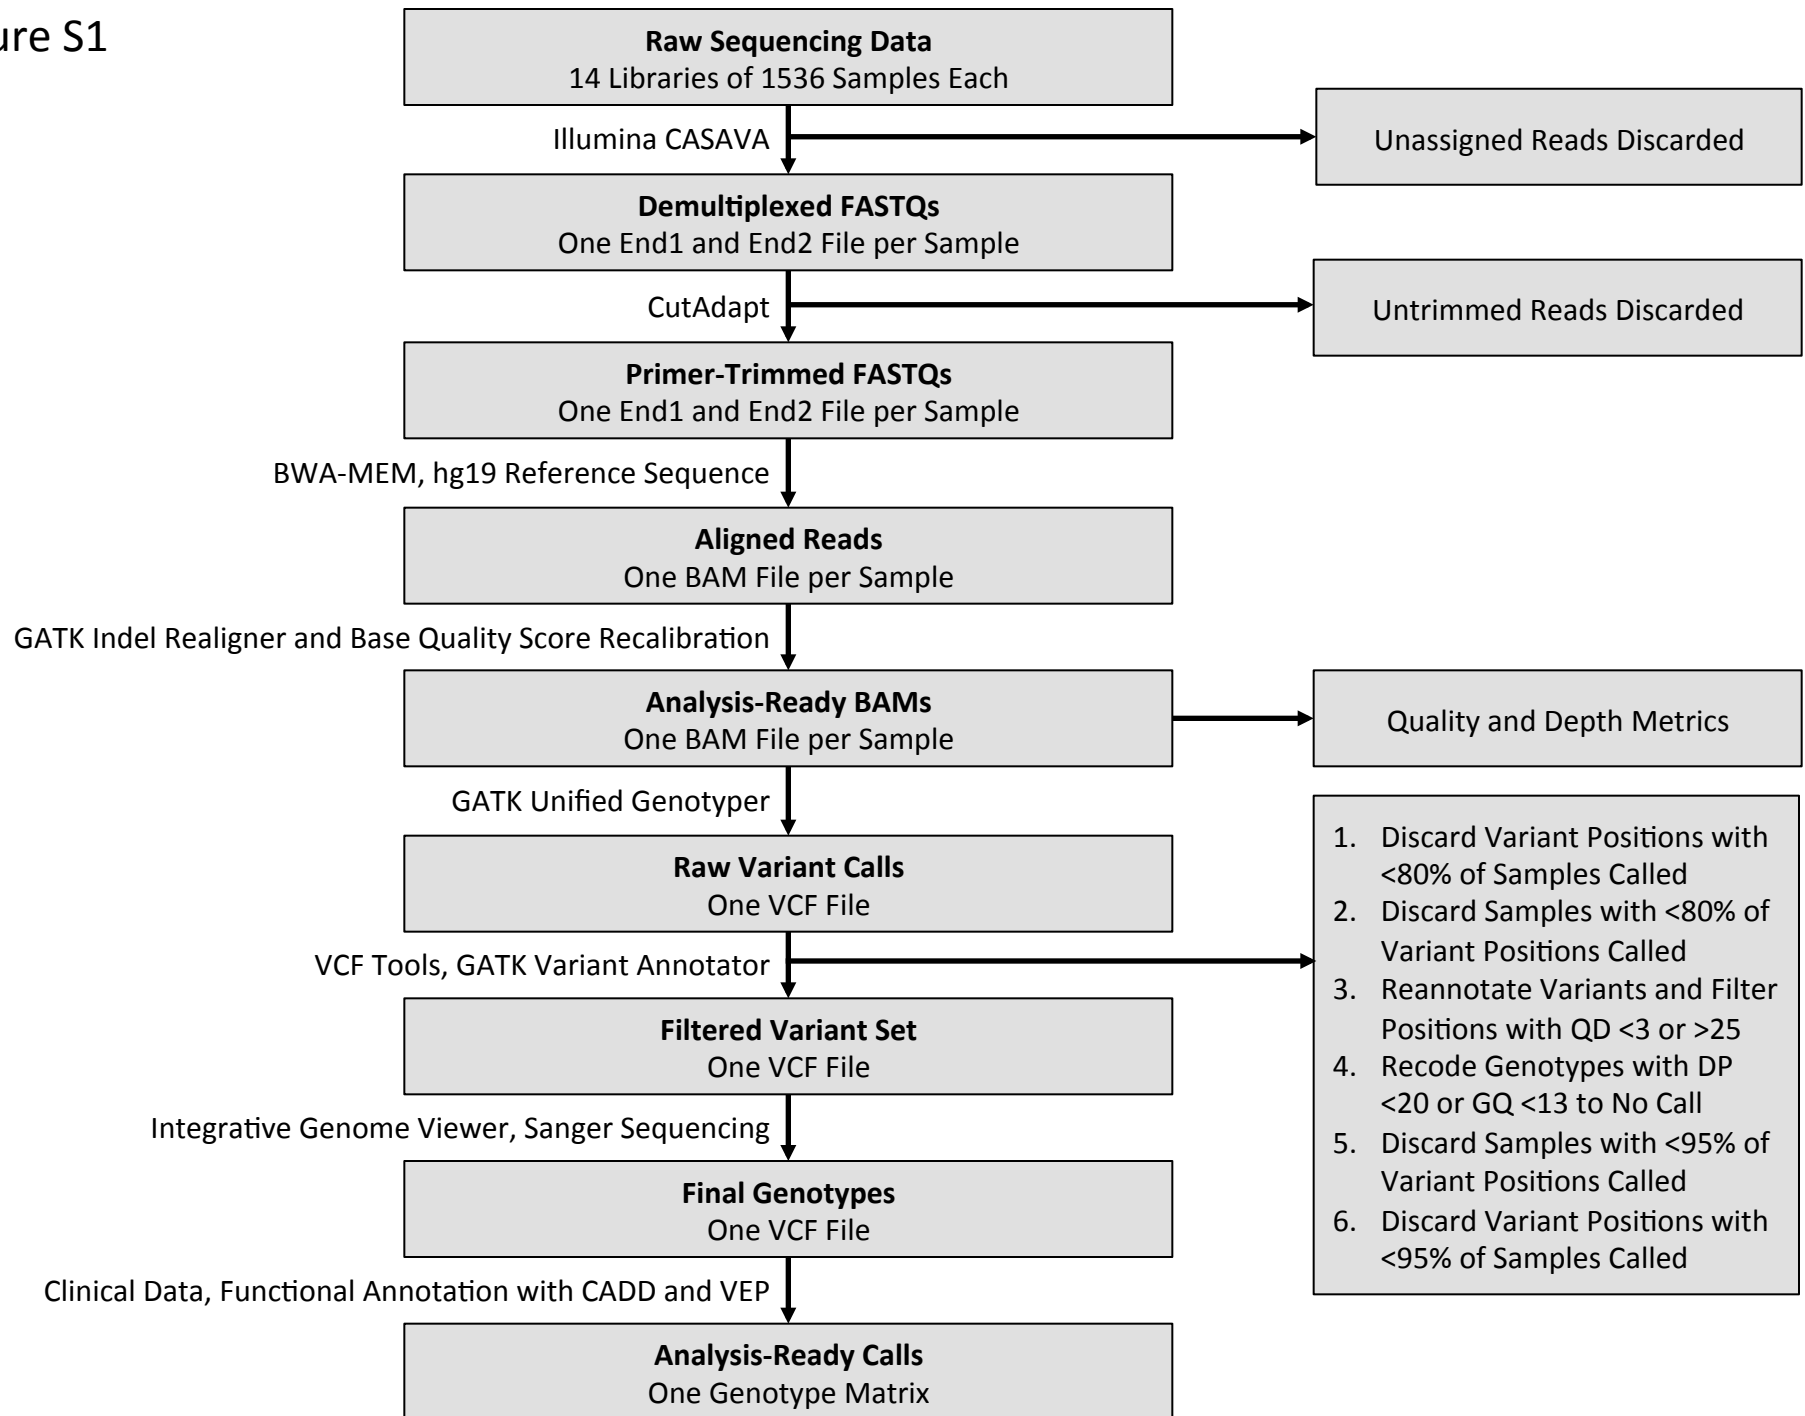 ure S1
Raw Sequencing Data
14 Libraries of 1536 Samples Each
Illumina CASAVA
Unassigned Reads Discarded
Demultiplexed FASTQs
One End1 and End2 File per Sample
CutAdapt
Untrimmed Reads Discarded
Primer-Trimmed FASTQs
One End1 and End2 File per Sample
BWA-MEM, hg19 Reference Sequence
Aligned Reads
One BAM File per Sample
GATK Indel Realigner and Base Quality Score Recalibration
Analysis-Ready BAMs
One BAM File per Sample
Quality and Depth Metrics
GATK Unified Genotyper
Raw Variant Calls
One VCF File
VCF Tools, GATK Variant Annotator
1. Discard Variant Positions with
<80% of Samples Called
2. Discard Samples with <80% of
Variant Positions Called
3. Reannotate Variants and Filter
Positions with QD <3 or >25
4. Recode Genotypes with DP
<20 or GQ <13 to No Call
5. Discard Samples with <95% of
Variant Positions Called
6. Discard Variant Positions with
<95% of Samples Called
Filtered Variant Set
One VCF File
Integrative Genome Viewer, Sanger Sequencing
Final Genotypes
One VCF File
Clinical Data, Functional Annotation with CADD and VEP
Analysis-Ready Calls
One Genotype Matrix